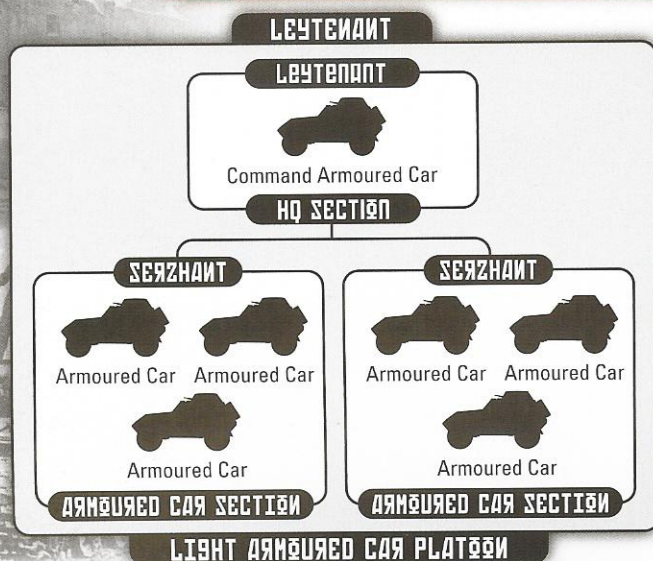 LEYTENANT
LEYTENANT
Command Armoured Car
HQ SECTION
SERZHANT SERZHANT
Armoured Car Armoured Car Armoured Car Armoured Car
Armoured Car Armoured Car
ARMOURED CAR SECTION ARMOURED CAR SECTION
LIGHT ARMOURED CAR PLATOON